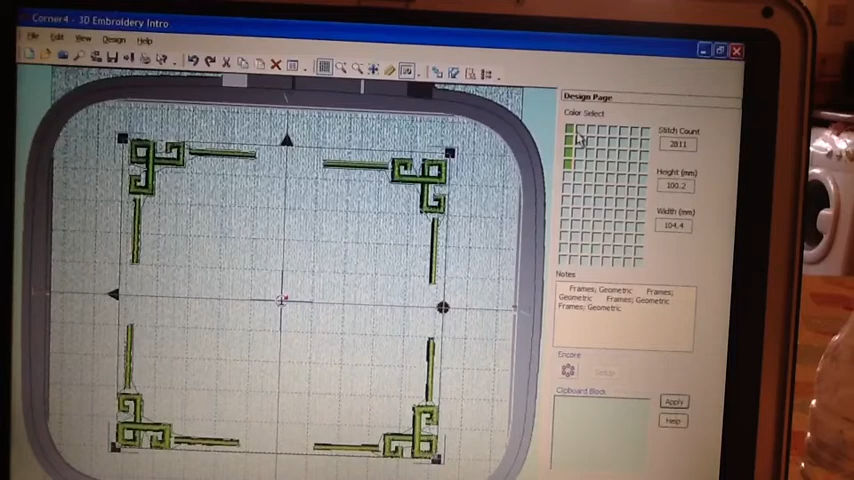 Corner4 - 3D Embroidery Intro
File Edit View Design Help
Design Page
Color Select
Stitch Count
2811
Height (mm)
100.2
Width (mm)
104.4
Notes
Frames; Geometric Frames;
Geometric Frames; Geometric
Frames; Geometric
Encore
Setup
Clipboard Block
Apply
Help